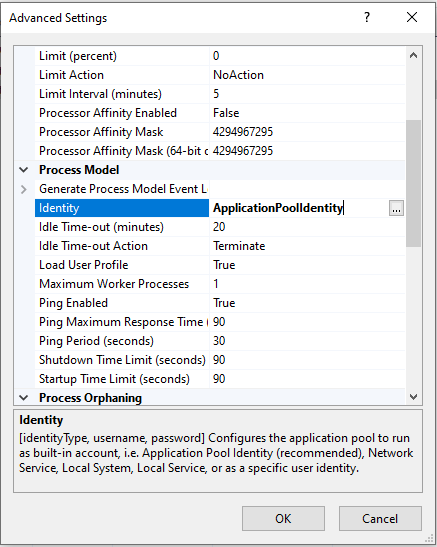 Advanced Settings
Limit (percent) 0
Limit Action NoAction
Limit Interval (minutes) 5
Processor Affinity Enabled False
Processor Affinity Mask 4294967295
Processor Affinity Mask (64-bit c 4294967295
Process Model
Generate Process Model Event L
Identity ApplicationPoolIdentity ...
Idle Time-out (minutes) 20
Idle Time-out Action Terminate
Load User Profile True
Maximum Worker Processes 1
Ping Enabled True
Ping Maximum Response Time ( 90
Ping Period (seconds) 30
Shutdown Time Limit (seconds) 90
Startup Time Limit (seconds) 90
Process Orphaning
Identity
[identityType, username, password] Configures the application pool to run
as built-in account, i.e. Application Pool Identity (recommended), Network
Service, Local System, Local Service, or as a specific user identity.
OK Cancel